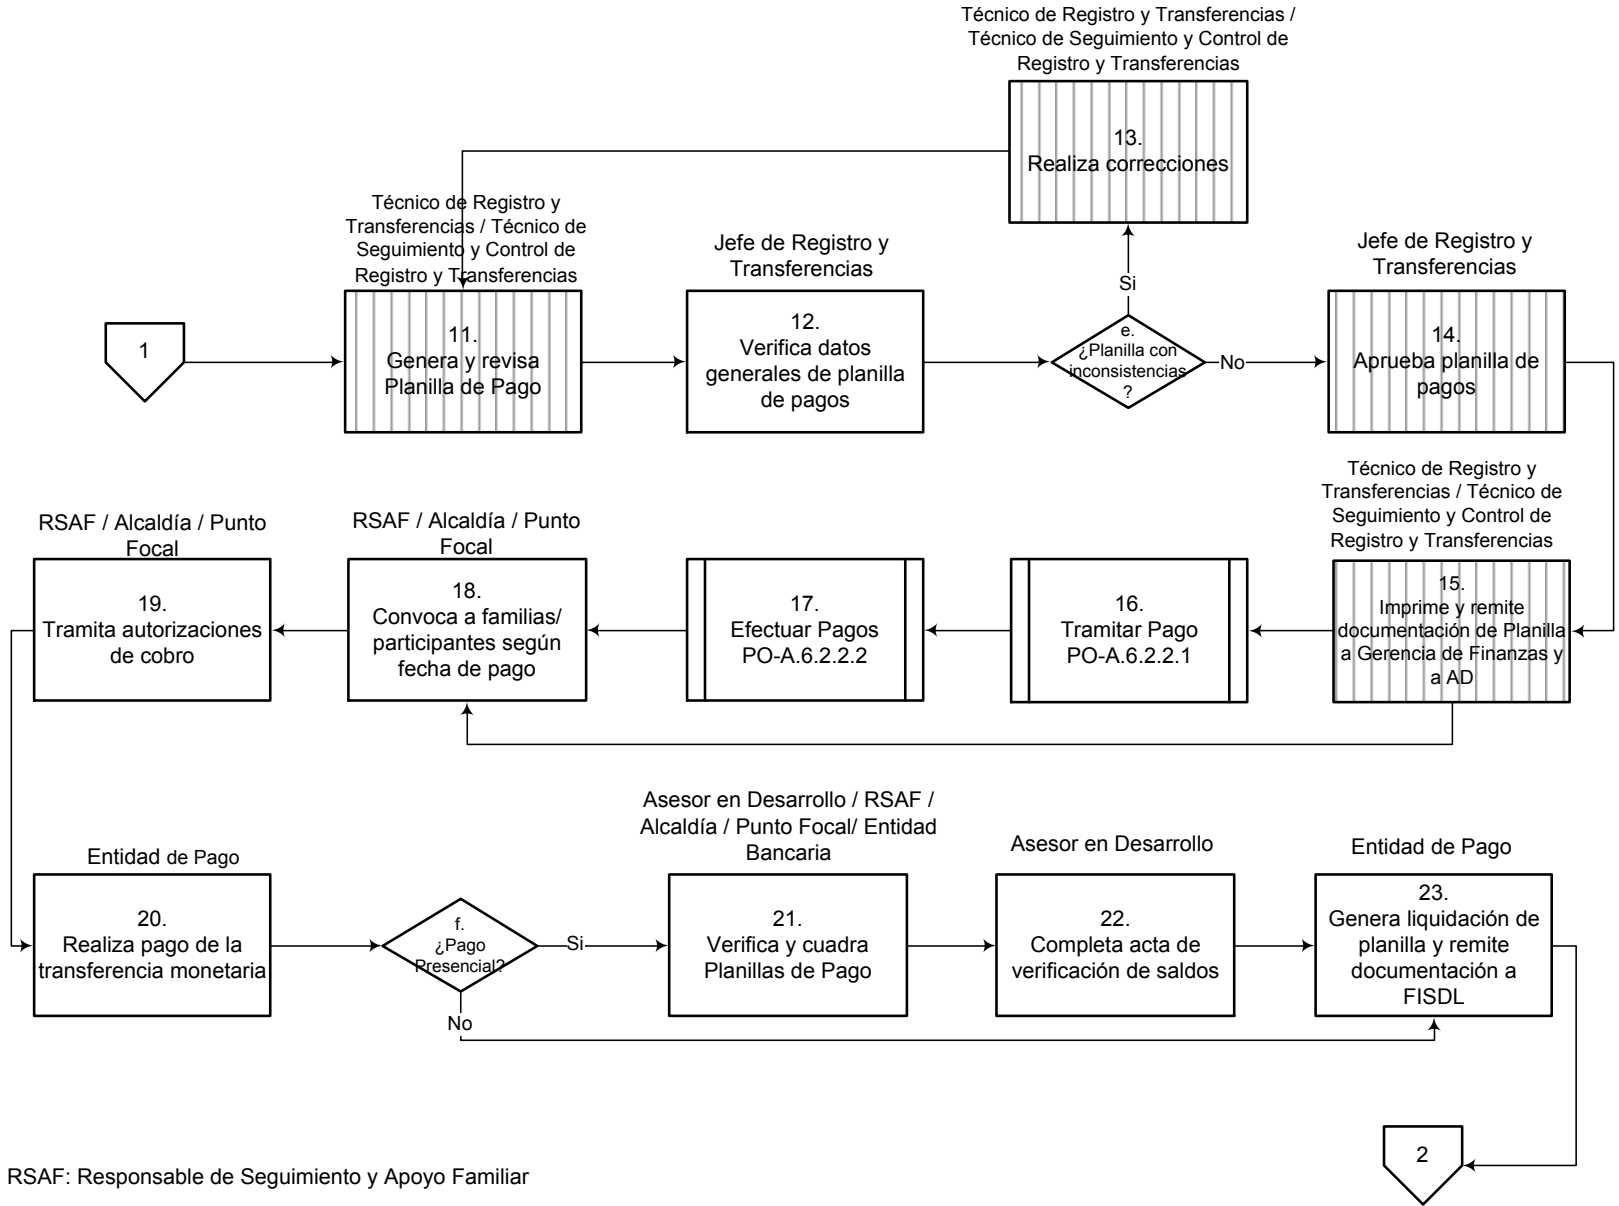 Técnico de Registro y Transferencias /
Técnico de Seguimiento y Control de
Registro y Transferencias
13.
Realiza correcciones
Técnico de Registro y
Transferencias / Técnico de
Seguimiento y Control de
Registro y Transferencias
1
11.
Genera y revisa
Planilla de Pago
Jefe de Registro y
Transferencias
12.
Verifica datos
generales de planilla
de pagos
Si
e.
¿Planilla con
inconsistencias
?
No
Jefe de Registro y
Transferencias
14.
Aprueba planilla de
pagos
Técnico de Registro y
Transferencias / Técnico de
Seguimiento y Control de
Registro y Transferencias
15.
Imprime y remite
documentación de Planilla
a Gerencia de Finanzas y
a AD
16.
Tramitar Pago
PO-A.6.2.2.1
17.
Efectuar Pagos
PO-A.6.2.2.2
RSAF / Alcaldía / Punto
Focal
18.
Convoca a familias/
participantes según
fecha de pago
RSAF / Alcaldía / Punto
Focal
19.
Tramita autorizaciones
de cobro
Entidad de Pago
20.
Realiza pago de la
transferencia monetaria
f.
¿Pago
Presencial?
Si
No
Asesor en Desarrollo / RSAF /
Alcaldía / Punto Focal/ Entidad
Bancaria
21.
Verifica y cuadra
Planillas de Pago
Asesor en Desarrollo
22.
Completa acta de
verificación de saldos
Entidad de Pago
23.
Genera liquidación de
planilla y remite
documentación a
FISDL
2
RSAF: Responsable de Seguimiento y Apoyo Familiar